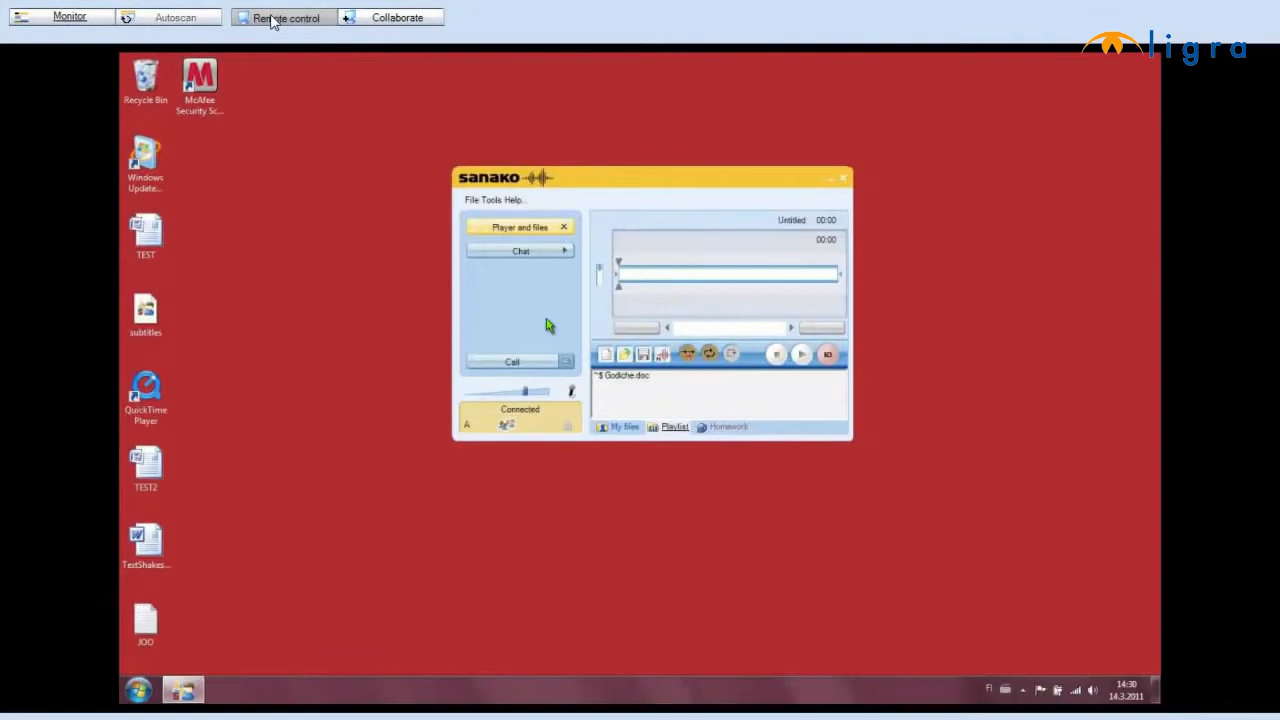 Monitor
Autoscan
Remote control
Collaborate
ligra
Recycle Bin
McAfee
Security Sc...
Windows
Update...
TEST
subtitles
QuickTime
Player
TEST2
TextShakes...
JOO
sanako
File Tools Help...
Player and files
Chat
Call
Connected
A
Untitled 00:00
00:00
~$ Godiche.doc
My files
Playlist
Homework
FI
14:30
14.3.2011